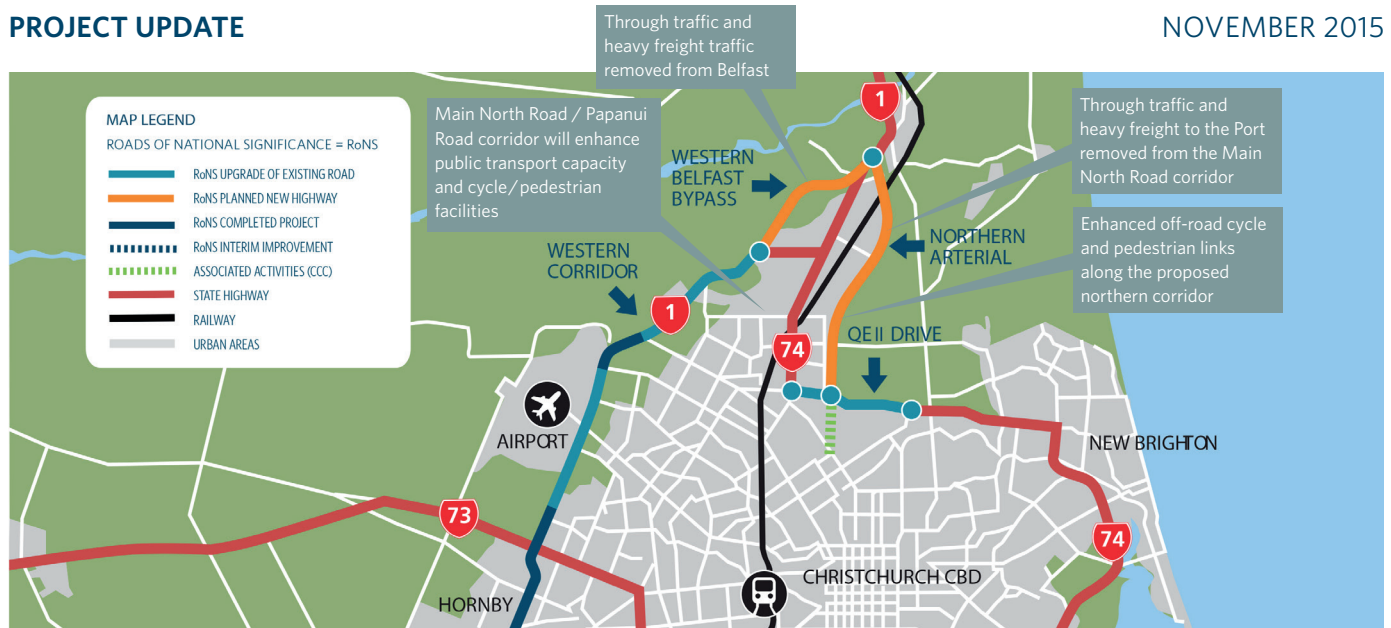 PROJECT UPDATE
NOVEMBER 2015
Through traffic and
heavy freight traffic
removed from Belfast
MAP LEGEND
ROADS OF NATIONAL SIGNIFICANCE = RoNS
RoNS UPGRADE OF EXISTING ROAD
RoNS PLANNED NEW HIGHWAY
RoNS COMPLETED PROJECT
RoNS INTERIM IMPROVEMENT
ASSOCIATED ACTIVITIES (CCC)
STATE HIGHWAY
RAILWAY
URBAN AREAS
Main North Road / Papanui
Road corridor will enhance
public transport capacity
and cycle/pedestrian
facilities
1
Through traffic and
heavy freight to the Port
removed from the Main
North Road corridor
WESTERN
BELFAST
BYPASS
Enhanced off-road cycle
and pedestrian links
along the proposed
northern corridor
NORTHERN
ARTERIAL
WESTERN
CORRIDOR
1
74
QEII DRIVE
AIRPORT
NEW BRIGHTON
73
74
CHRISTCHURCH CBD
HORNBY